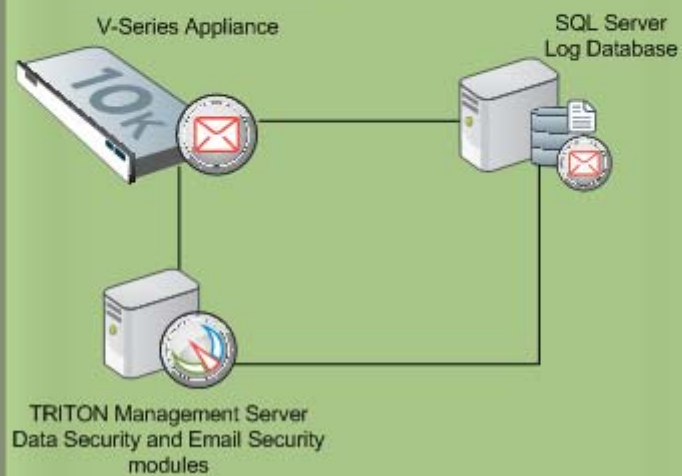 V-Series Appliance
SQL Server
Log Database
10K
TRITON Management Server
Data Security and Email Security
modules